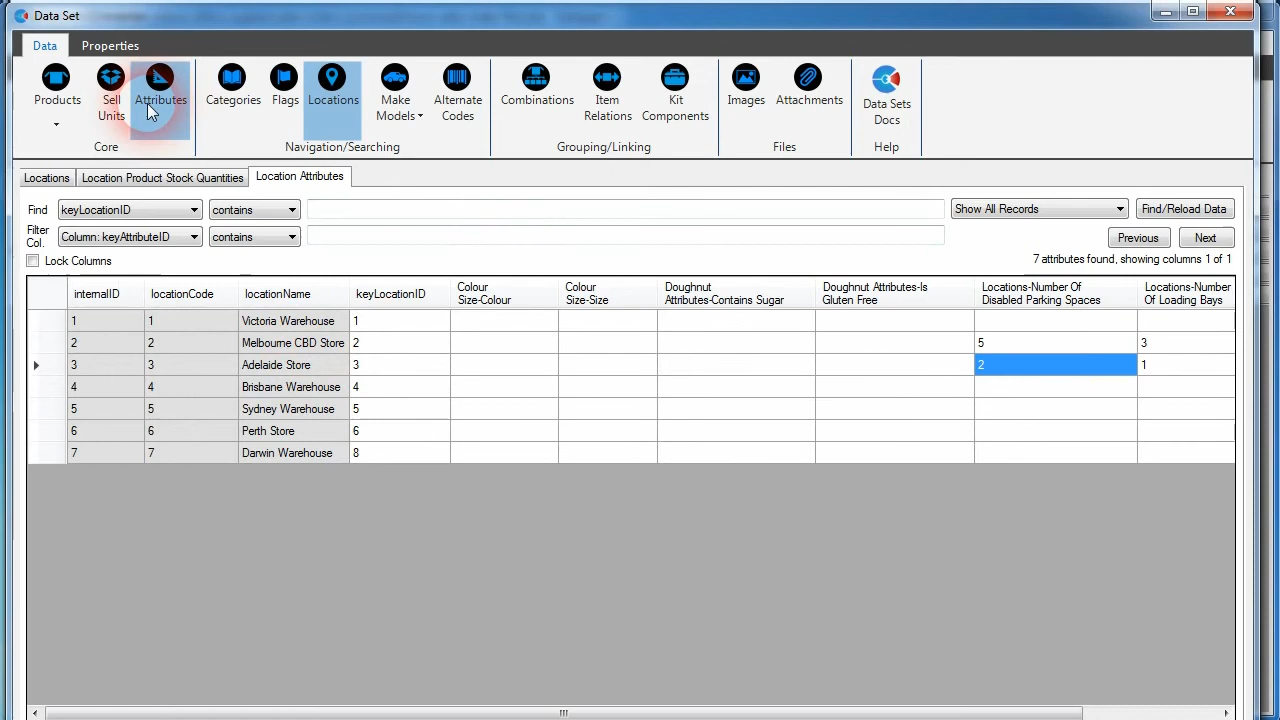 Data Set
Data Properties
Products Sell Units Attributes Categories Flags Locations Make Models Alternate Codes Combinations Item Relations Kit Components Images Attachments Data Sets Docs
Core Navigation/Searching Grouping/Linking Files Help
Locations Location Product Stock Quantities Location Attributes
Find keyLocationID contains Show All Records Find/Reload Data
Filter Col. Column: keyAttributeID contains Previous Next
Lock Columns 7 attributes found, showing columns 1 of 1
internalID locationCode locationName keyLocationID Colour Size-Colour Colour Size-Size Doughnut Attributes-Contains Sugar Doughnut Attributes-Is Gluten Free Locations-Number Of Disabled Parking Spaces Locations-Number Of Loading Bays
1 1 Victoria Warehouse 1
2 2 Melbourne CBD Store 2 5 3
3 3 Adelaide Store 3 2 1
4 4 Brisbane Warehouse 4
5 5 Sydney Warehouse 5
6 6 Perth Store 6
7 7 Darwin Warehouse 8